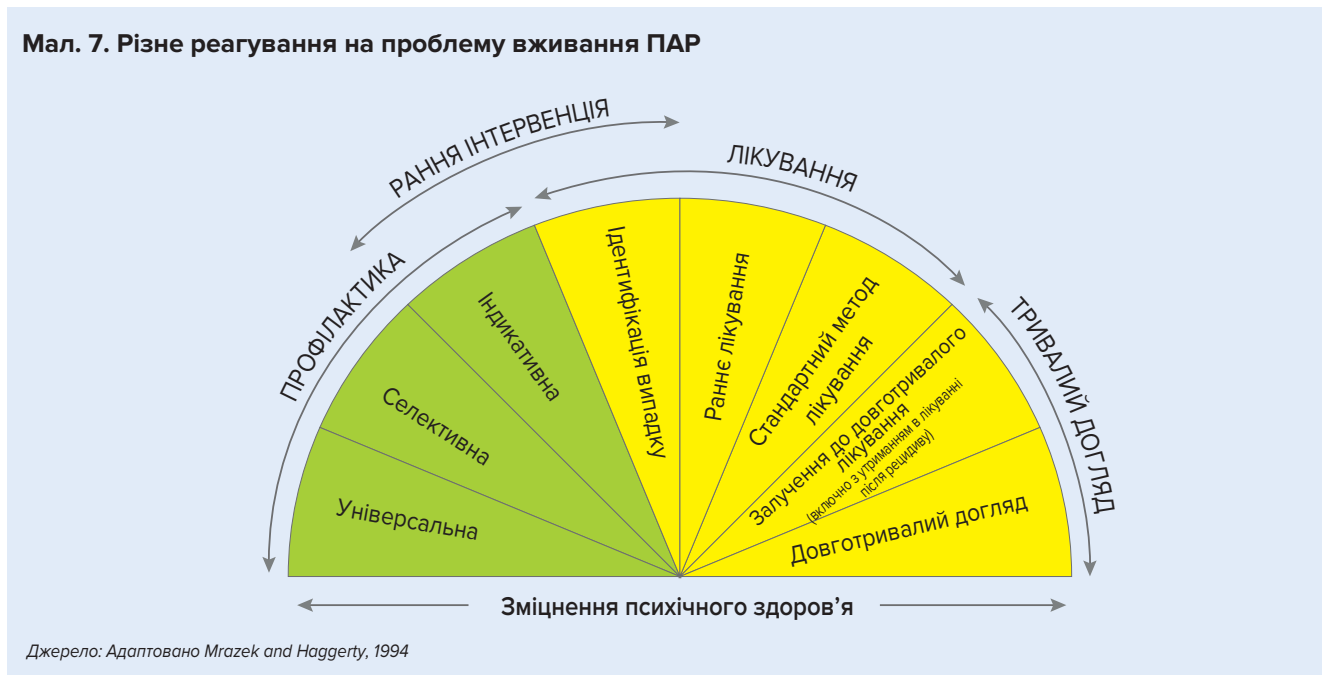 Мал. 7. Різне реагування на проблему вживання ПАР
РАННЯ ІНТЕРВЕНЦІЯ
ЛІКУВАННЯ
ПРОФІЛАКТИКА
ТРИВАЛИЙ ДОГЛЯД
Універсальна
Селективна
Індикативна
Ідентифікація випадку
Раннє лікування
Стандартний метод
лікування
Залучення до довготривалого
лікування
(включно з утриманням в лікуванні
після рецидиву)
Довготривалий догляд
Зміцнення психічного здоров’я
Джерело: Адаптовано Mrazek and Haggerty, 1994